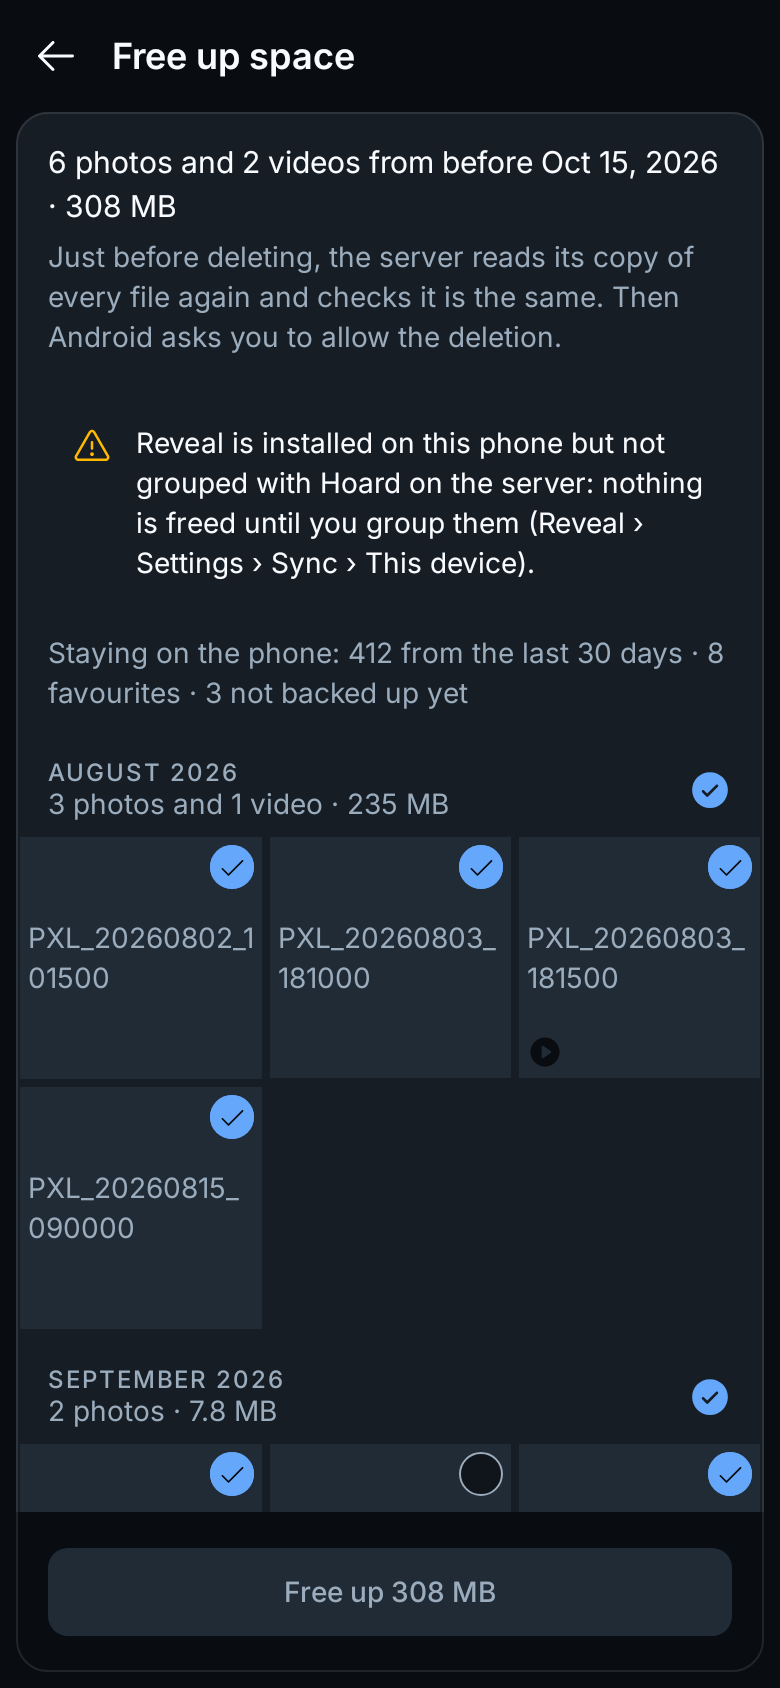 Free up space
6 photos and 2 videos from before Oct 15, 2026
· 308 MB
Just before deleting, the server reads its copy of
every file again and checks it is the same. Then
Android asks you to allow the deletion.
Reveal is installed on this phone but not
grouped with Hoard on the server: nothing
is freed until you group them (Reveal ›
Settings › Sync › This device).
Staying on the phone: 412 from the last 30 days · 8
favourites · 3 not backed up yet
AUGUST 2026
3 photos and 1 video · 235 MB
PXL_20260802_1
01500
PXL_20260803_
181000
PXL_20260803_
181500
PXL_20260815_
090000
SEPTEMBER 2026
2 photos · 7.8 MB
Free up 308 MB